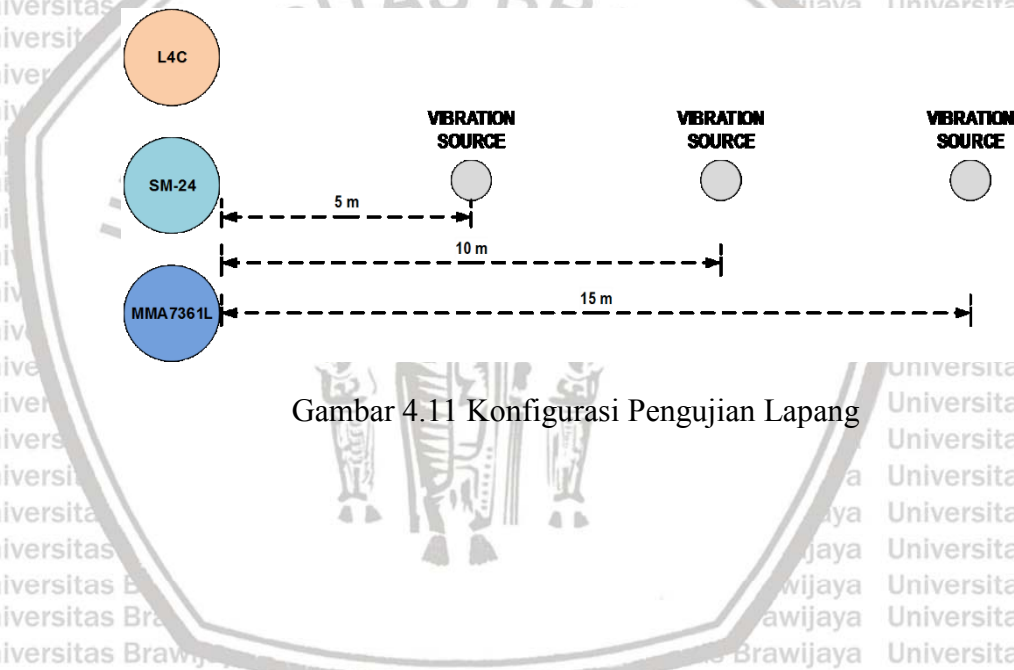 L4C
VIBRATION SOURCE
VIBRATION SOURCE
VIBRATION SOURCE
SM-24
5 m
10 m
MMA7361L
15 m
Gambar 4.11 Konfigurasi Pengujian Lapang